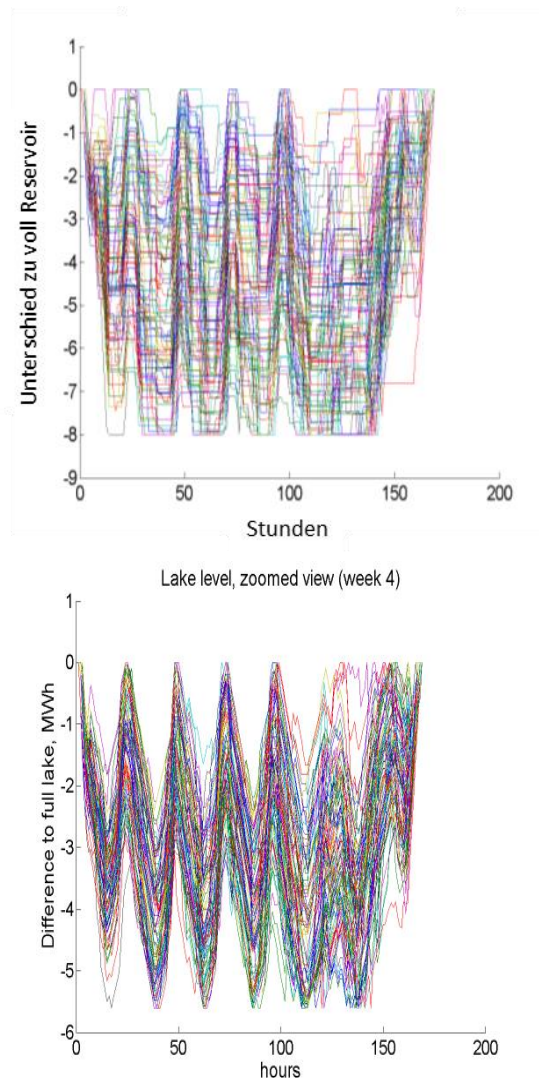 1
0
-1
-2
-3
-4
-5
-6
-7
-8
-9
0 50 100 150 200
Unterschied zu voll Reservoir
Stunden
Lake level, zoomed view (week 4)
1
0
-1
-2
-3
-4
-5
-6
0 50 100 150 200
Difference to full lake, MWh
hours